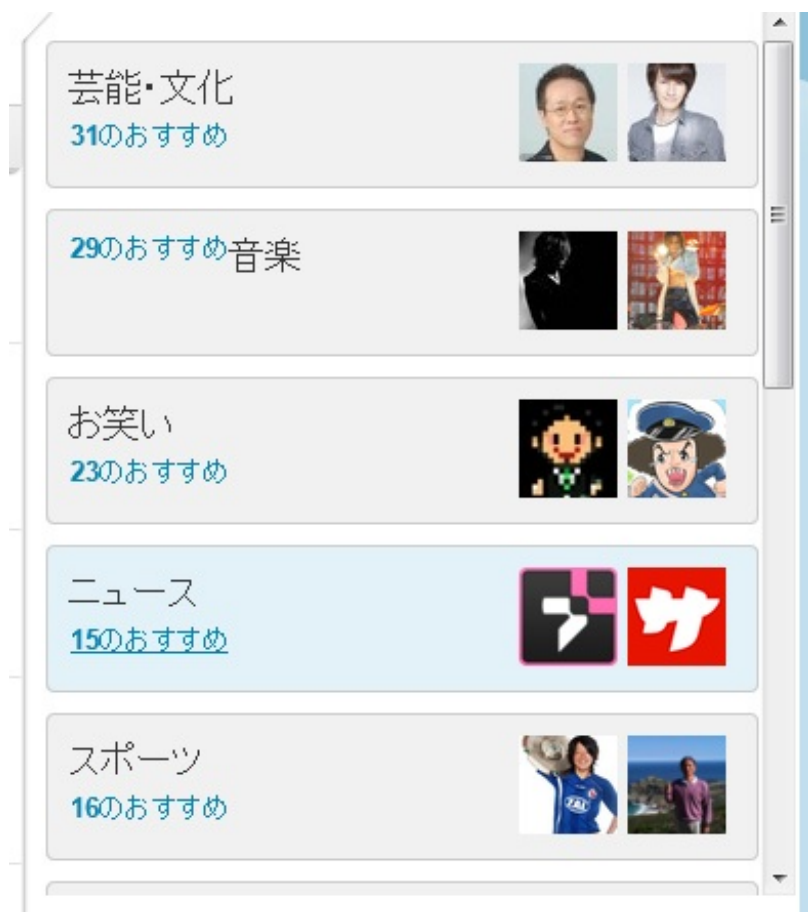 芸能・文化
31のおすすめ
29のおすすめ音楽
お笑い
23のおすすめ
ニュース
15のおすすめ
サ
スポーツ
16のおすすめ